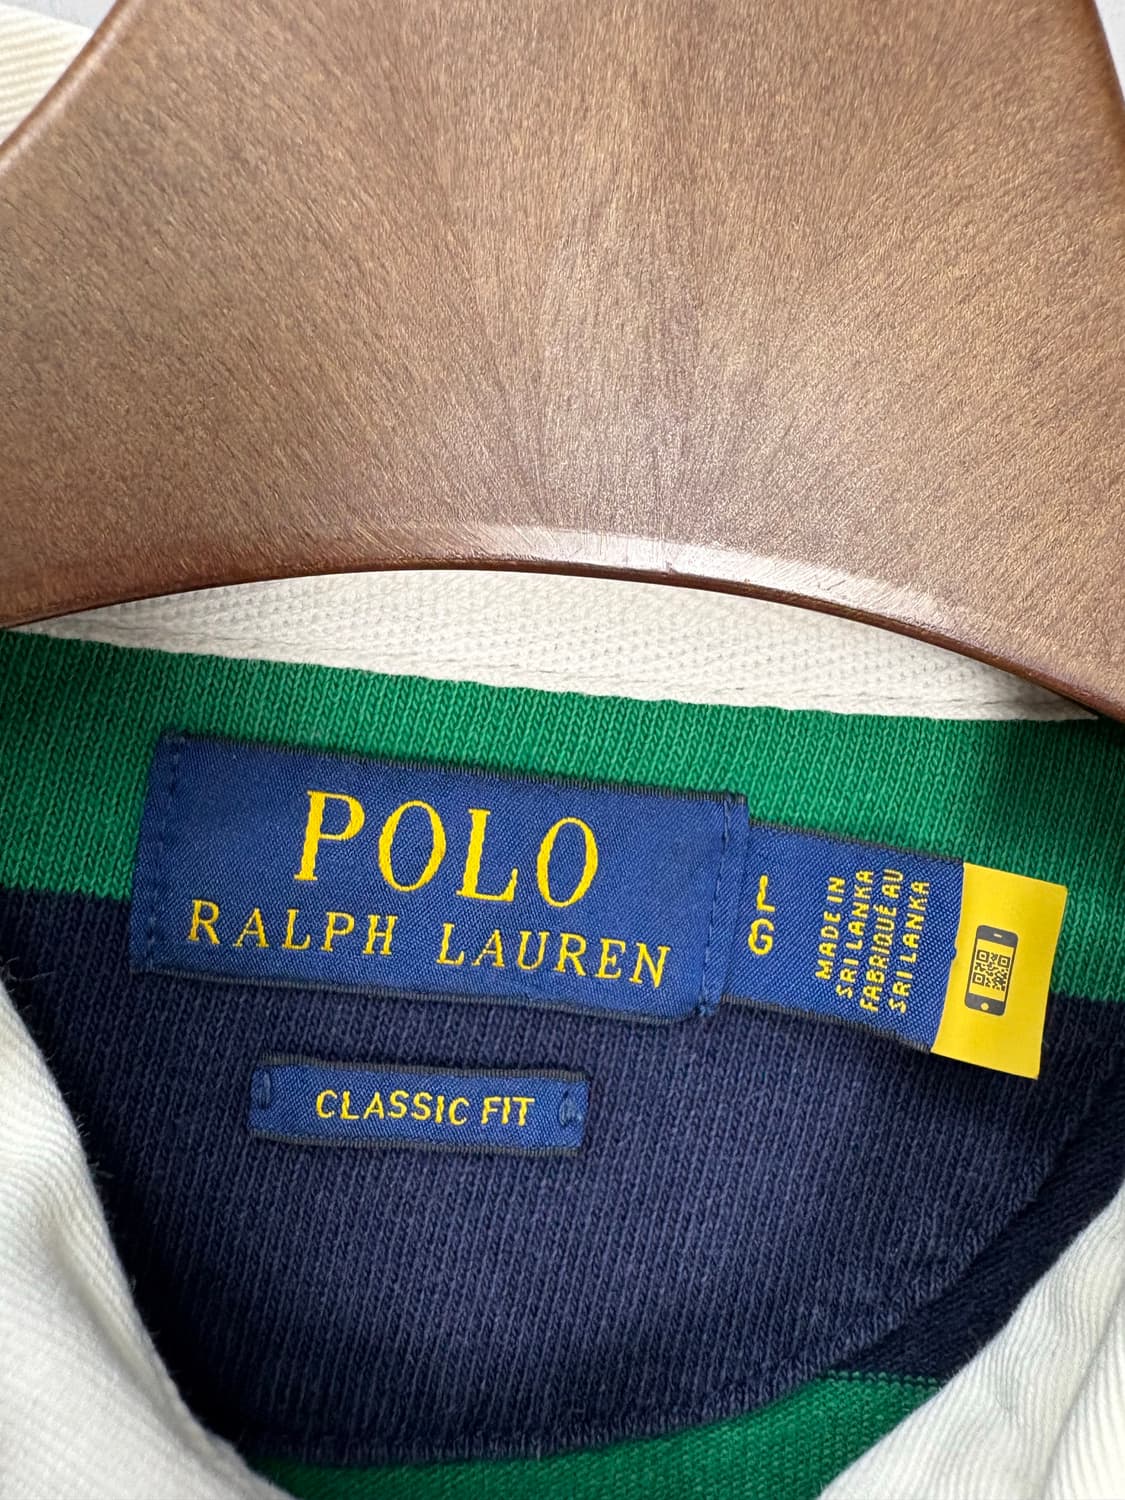 POLO
RALPH LAUREN
L
G
MADE IN
SRI LANKA
FABRIQUÉ AU
SRI LANKA
CLASSIC FIT